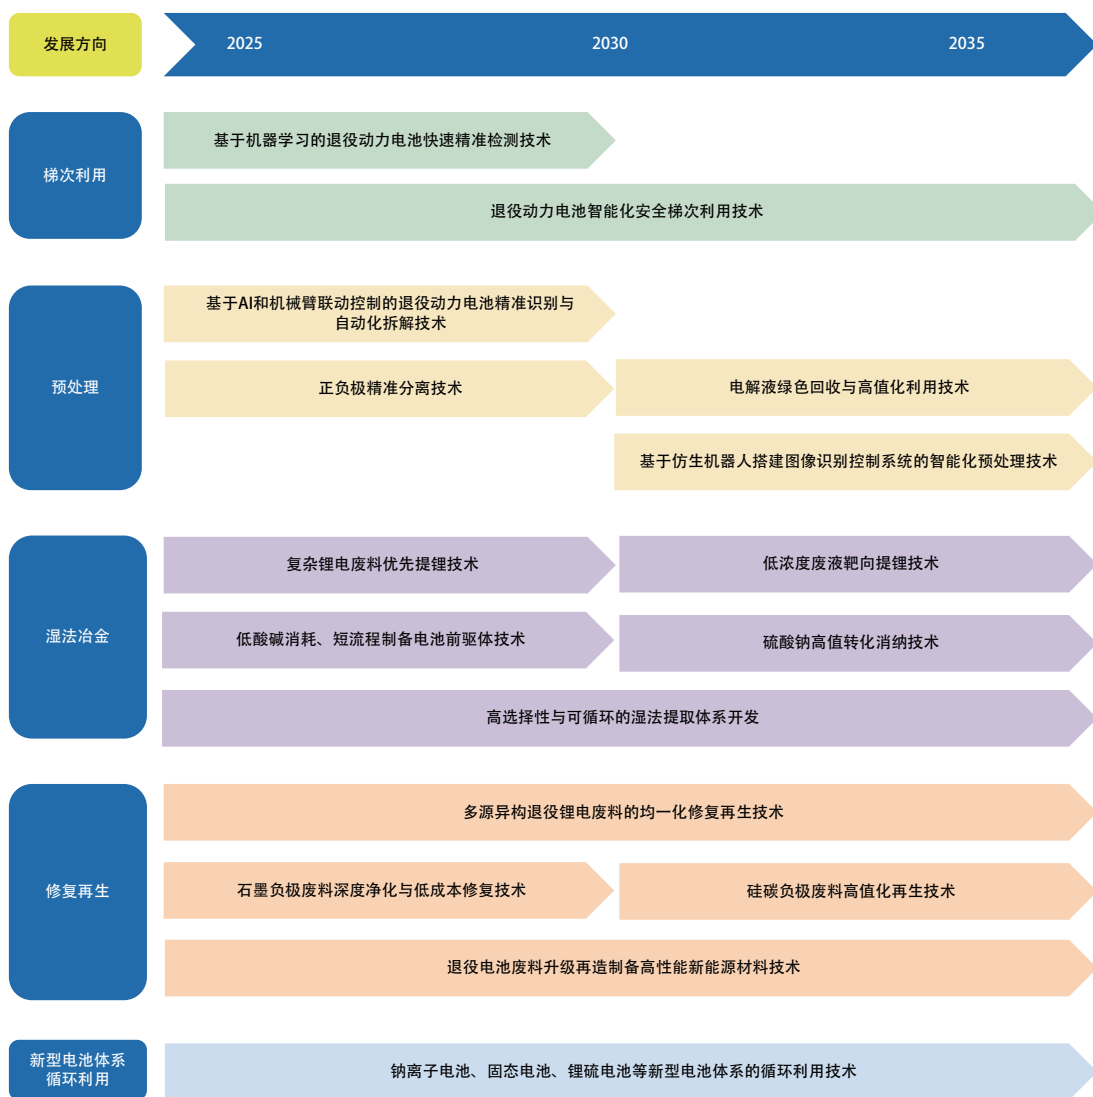 发展方向
2025
2030
2035
梯次利用
基于机器学习的退役动力电池快速精准检测技术
退役动力电池智能化安全梯次利用技术
预处理
基于AI和机械臂联动控制的退役动力电池精准识别与
自动化拆解技术
正负极精准分离技术
电解液绿色回收与高值化利用技术
基于仿生机器人搭建图像识别控制系统的智能化预处理技术
湿法冶金
复杂锂电废料优先提锂技术
低浓度废液靶向提锂技术
低酸碱消耗、短流程制备电池前驱体技术
硫酸钠高值转化消纳技术
高选择性与可循环的湿法提取体系开发
修复再生
多源异构退役锂电废料的均一化修复再生技术
石墨负极废料深度净化与低成本修复技术
硅碳负极废料高值化再生技术
退役电池废料升级再造制备高性能新能源材料技术
新型电池体系
循环利用
钠离子电池、固态电池、锂硫电池等新型电池体系的循环利用技术